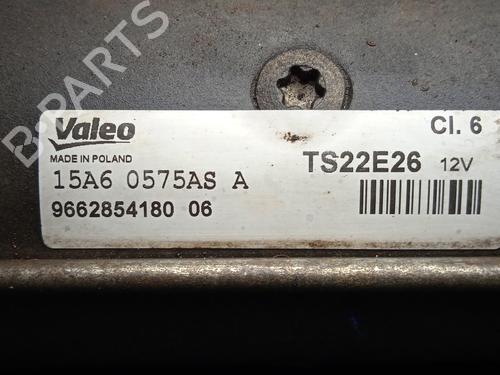 B-PARTS
Valeo
Cl. 6
MADE IN POLAND
TS22E26 12V
15A6 0575AS A
9662854180 06